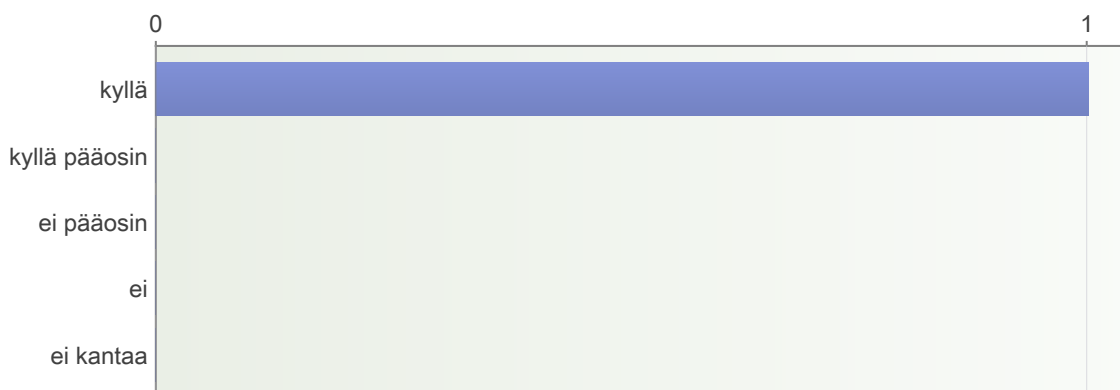 0 1
kyllä
kyllä pääosin
ei pääosin
ei
ei kantaa